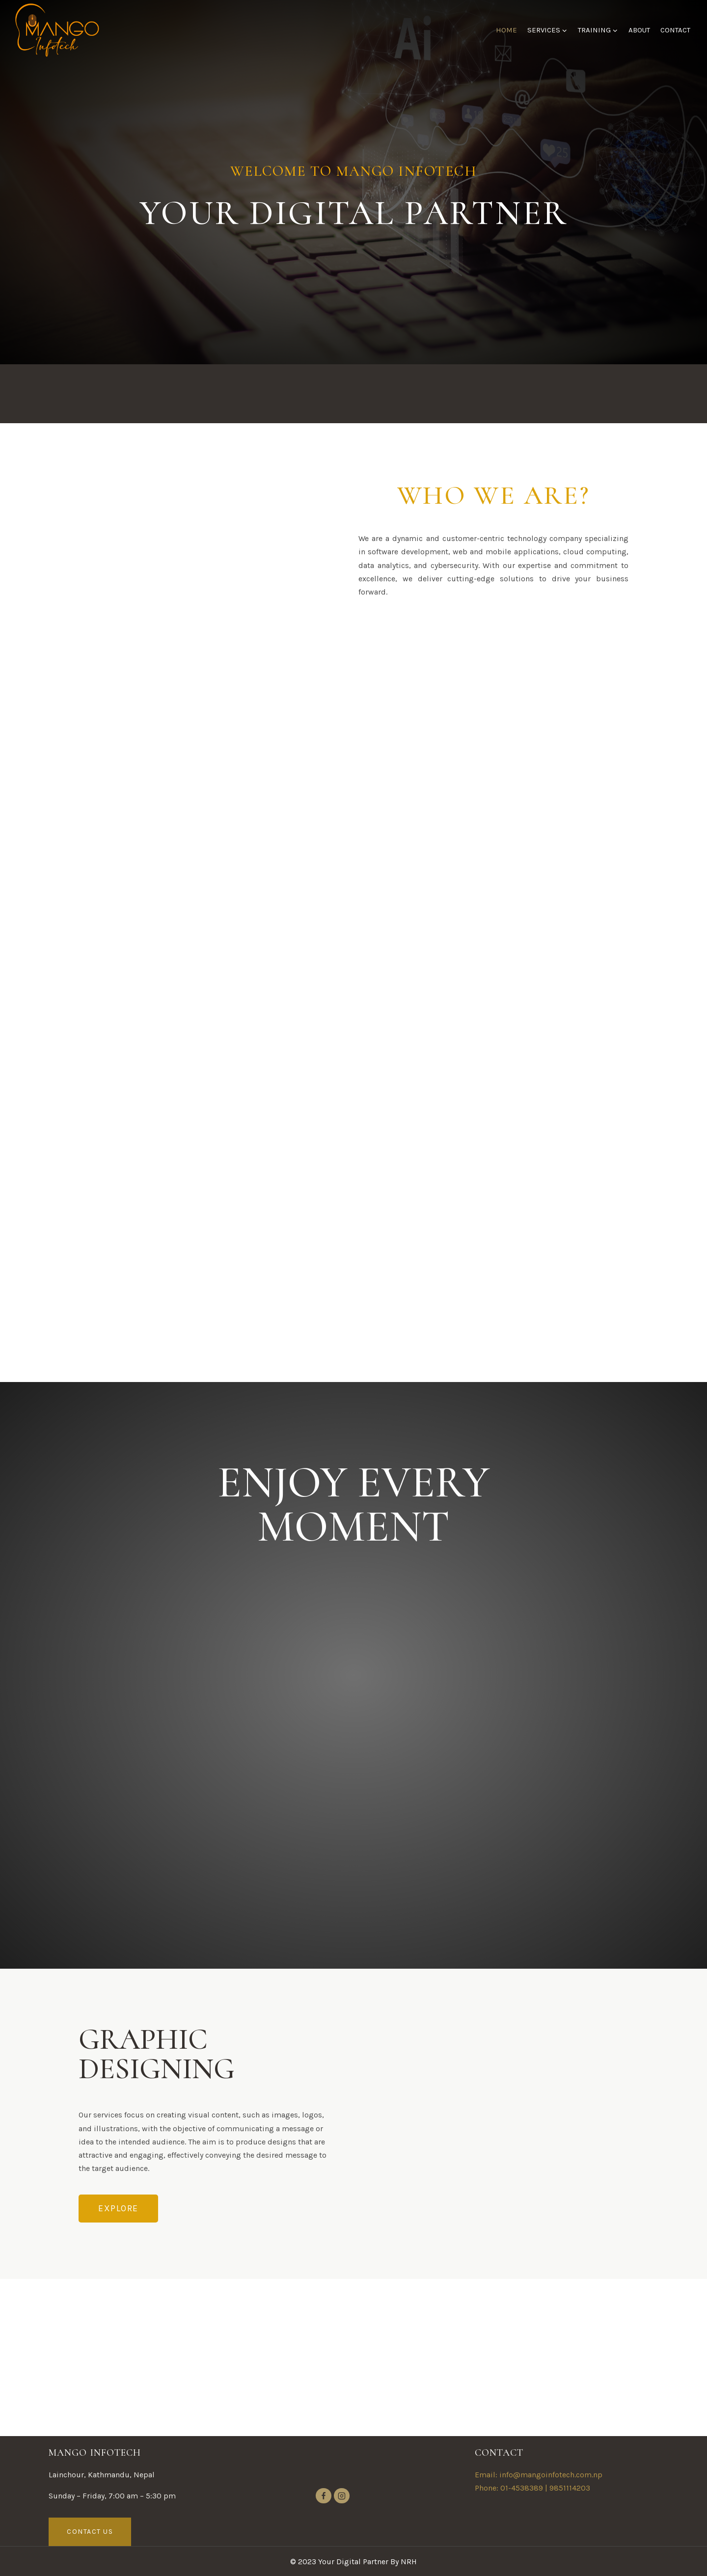 MANGO
Infotech
HOME SERVICES TRAINING ABOUT CONTACT
Ai
@
WELCOME TO MANGO INFOTECH
YOUR DIGITAL PARTNER
WHO WE ARE?
We are a dynamic and customer-centric technology company specializing
in software development, web and mobile applications, cloud computing,
data analytics, and cybersecurity. With our expertise and commitment to
excellence, we deliver cutting-edge solutions to drive your business
forward.
ENJOY EVERY
MOMENT
GRAPHIC
DESIGNING
Our services focus on creating visual content, such as images, logos,
and illustrations, with the objective of communicating a message or
idea to the intended audience. The aim is to produce designs that are
attractive and engaging, effectively conveying the desired message to
the target audience.
EXPLORE
MANGO INFOTECH
Lainchour, Kathmandu, Nepal
Sunday – Friday, 7:00 am – 5:30 pm
CONTACT US
CONTACT
Email: info@mangoinfotech.com.np
Phone: 01-4538389 | 9851114203
© 2023 Your Digital Partner By NRH